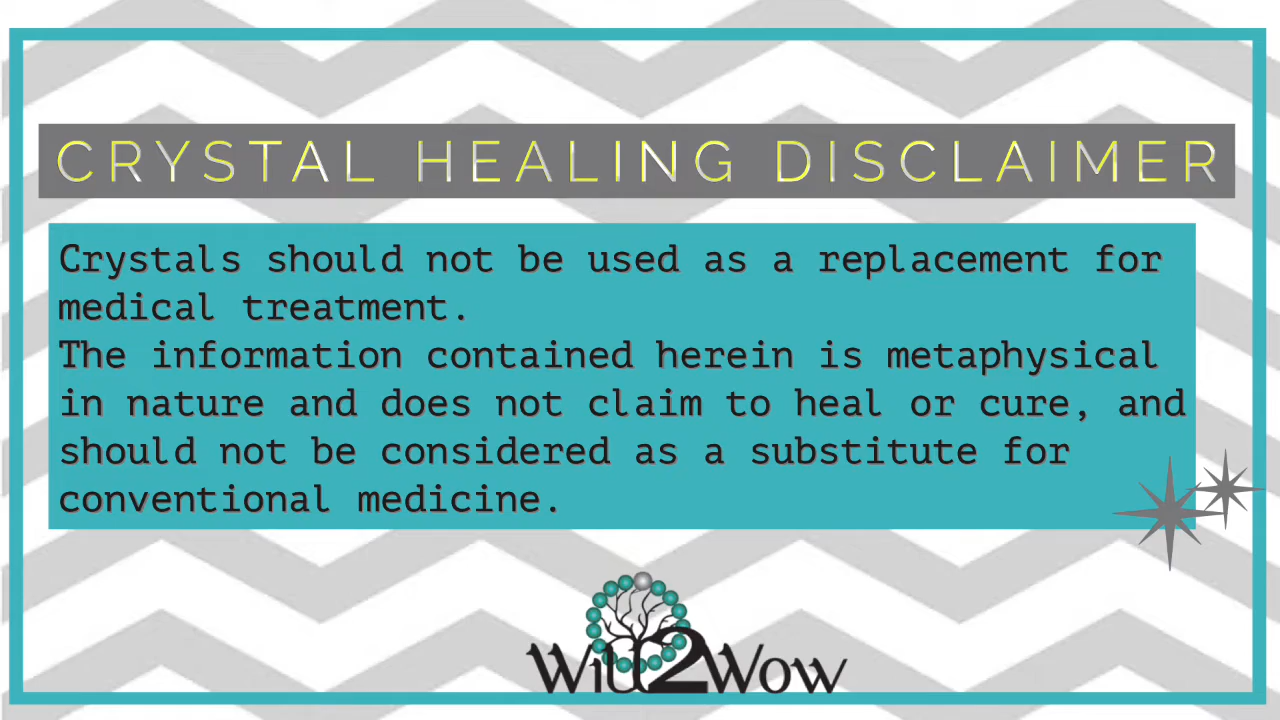 CRYSTAL HEALING DISCLAIMER
Crystals should not be used as a replacement for
medical treatment.
The information contained herein is metaphysical
in nature and does not claim to heal or cure, and
should not be considered as a substitute for
conventional medicine.
Will2Wow